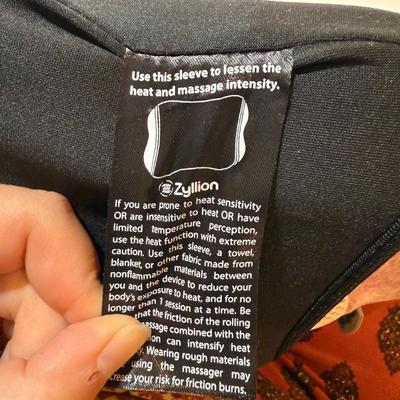 Use this sleeve to lessen the
heat and massage intensity.
Zyllion
If you are prone to heat sensitivity
OR are insensitive to heat OR have
limited temperature perception,
use the heat function with extreme
caution. Use this sleeve, a towel,
blanket, or other fabric made from
nonflammable materials between
you and the device to reduce your
body's exposure to heat, and for no
longer than 1 session at a time. Be
that the friction of the rolling
massage combined with the
can intensify heat
Wearing rough materials
using the massager may
your risk for friction burns.